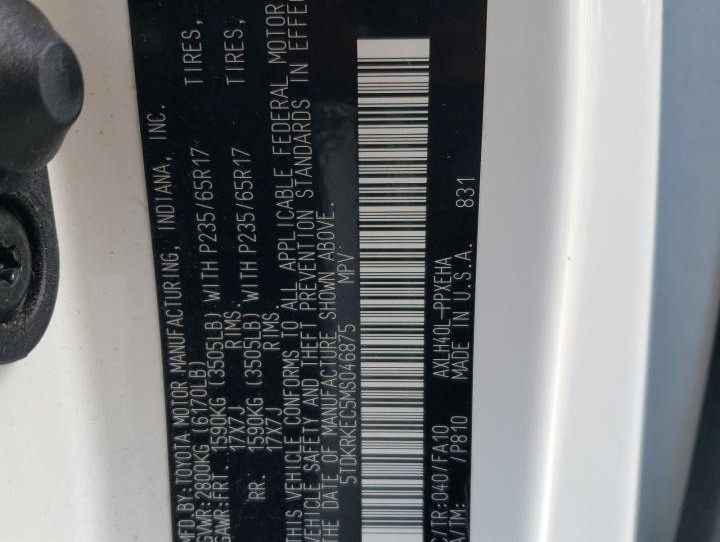 MFD.BY:TOYOTA MOTOR MANUFACTURING, INDIANA, INC.
GVWR:2800KG (6170LB)
GAWR:FRT. 1590KG (3505LB) WITH P235/65R17 TIRES,
17X7J RIMS.
RR. 1590KG (3505LB) WITH P235/65R17 TIRES,
17X7J RIMS.
THIS VEHICLE CONFORMS TO ALL APPLICABLE FEDERAL MOTOR
VEHICLE SAFETY AND THEFT PREVENTION STANDARDS IN EFFEC
THE DATE OF MANUFACTURE SHOWN ABOVE.
5TDKRKEC5MS046875 MPV
C/TR:040/FA10 AXLH40L-PPXEHA
A/TM: /P810 MADE IN U.S.A. 831